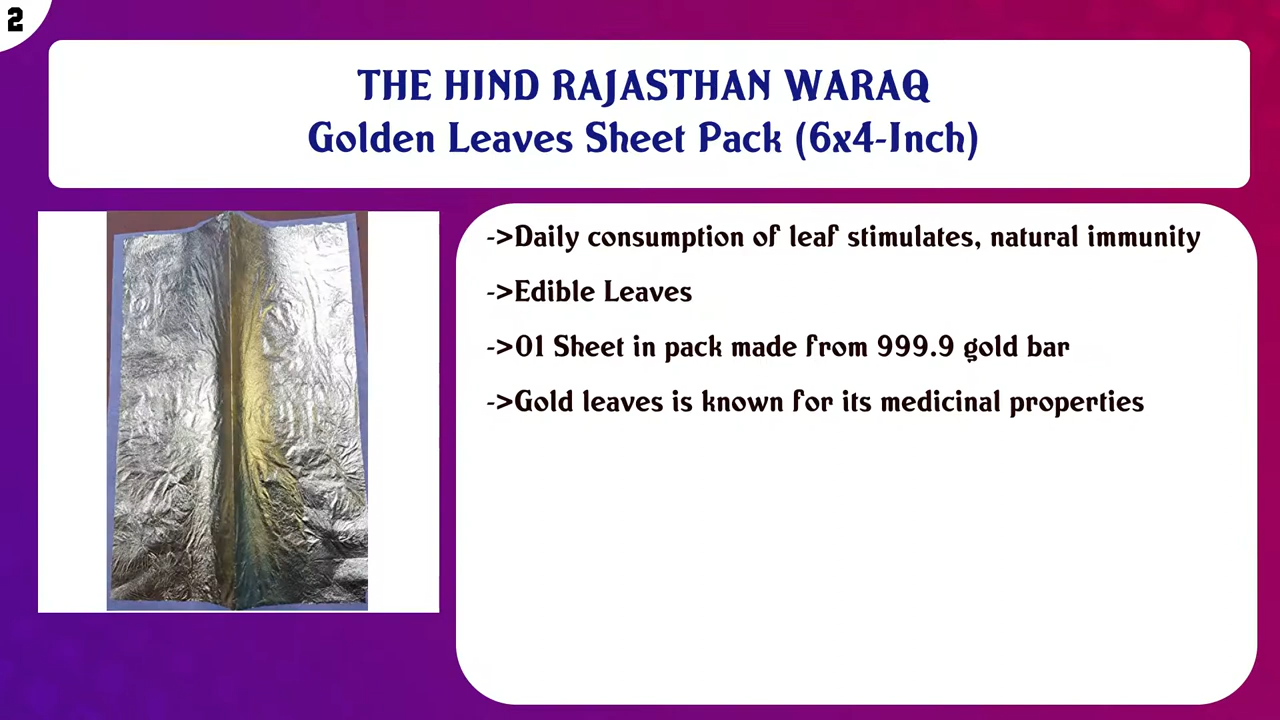 2
THE HIND RAJASTHAN WARAQ
Golden Leaves Sheet Pack (6x4-Inch)
->Daily consumption of leaf stimulates, natural immunity
->Edible Leaves
->01 Sheet in pack made from 999.9 gold bar
->Gold leaves is known for its medicinal properties